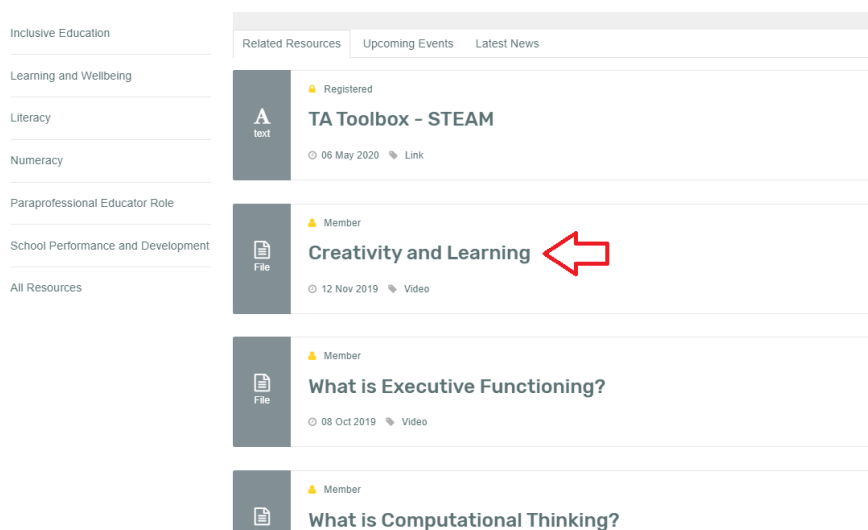 Inclusive Education
Learning and Wellbeing
Literacy
Numeracy
Paraprofessional Educator Role
School Performance and Development
All Resources
Related Resources Upcoming Events Latest News
A
text
Registered
TA Toolbox - STEAM
06 May 2020 Link
File
Member
Creativity and Learning
12 Nov 2019 Video
File
Member
What is Executive Functioning?
08 Oct 2019 Video
Member
What is Computational Thinking?